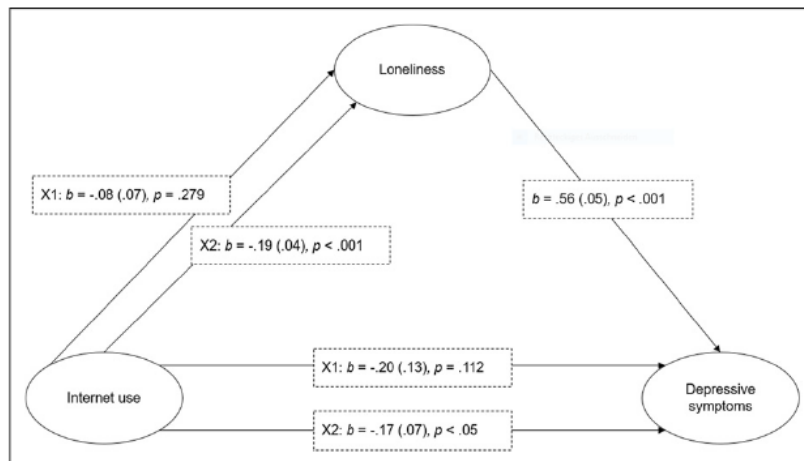 Loneliness
X1: b = -.08 (.07), p = .279
b = .56 (.05), p < .001
X2: b = -.19 (.04), p < .001
X1: b = -.20 (.13), p = .112
Internet use
Depressive
symptoms
X2: b = -.17 (.07), p < .05